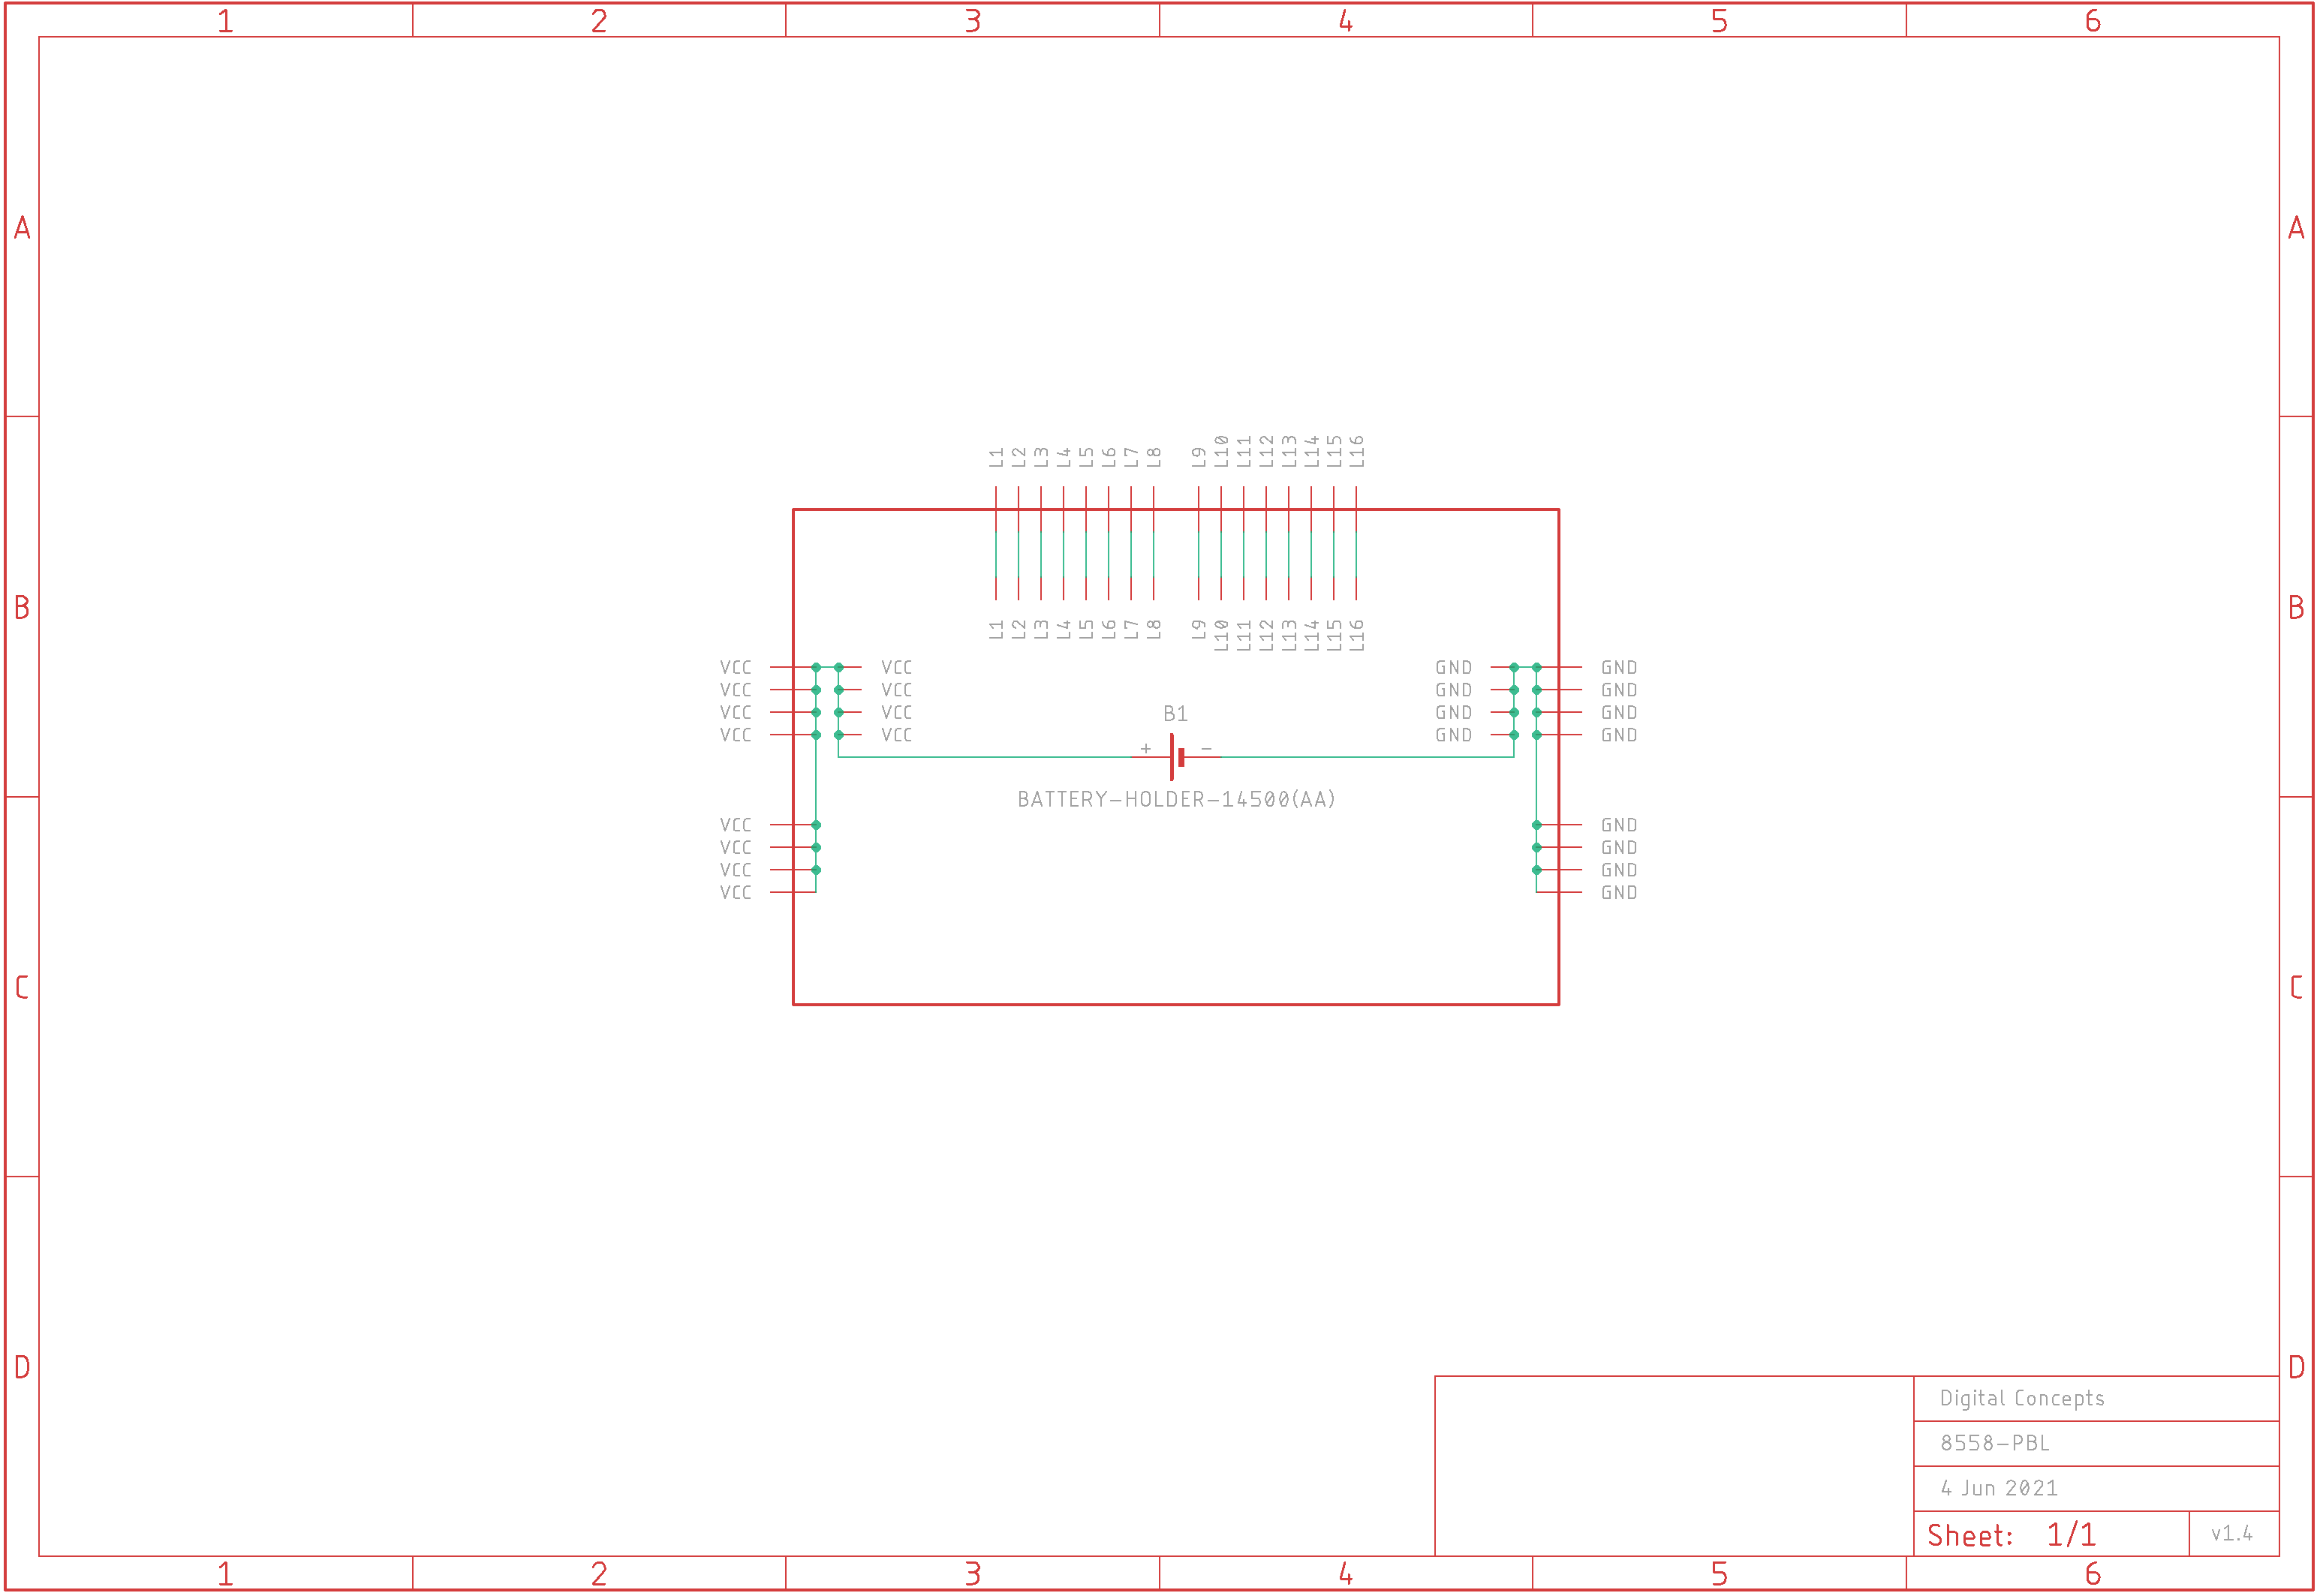 1 2 3 4 5 6
A A
L1 L2 L3 L4 L5 L6 L7 L8 L9 L10 L11 L12 L13 L14 L15 L16
B B
L1 L2 L3 L4 L5 L6 L7 L8 L9 L10 L11 L12 L13 L14 L15 L16
VCC VCC GND GND
VCC VCC GND GND
VCC VCC B1 GND GND
VCC VCC GND GND
+ −
BATTERY-HOLDER-14500(AA)
VCC GND
VCC GND
VCC GND
VCC GND
C C
D D
Digital Concepts
8558-PBL
4 Jun 2021
Sheet: 1/1 v1.4
1 2 3 4 5 6